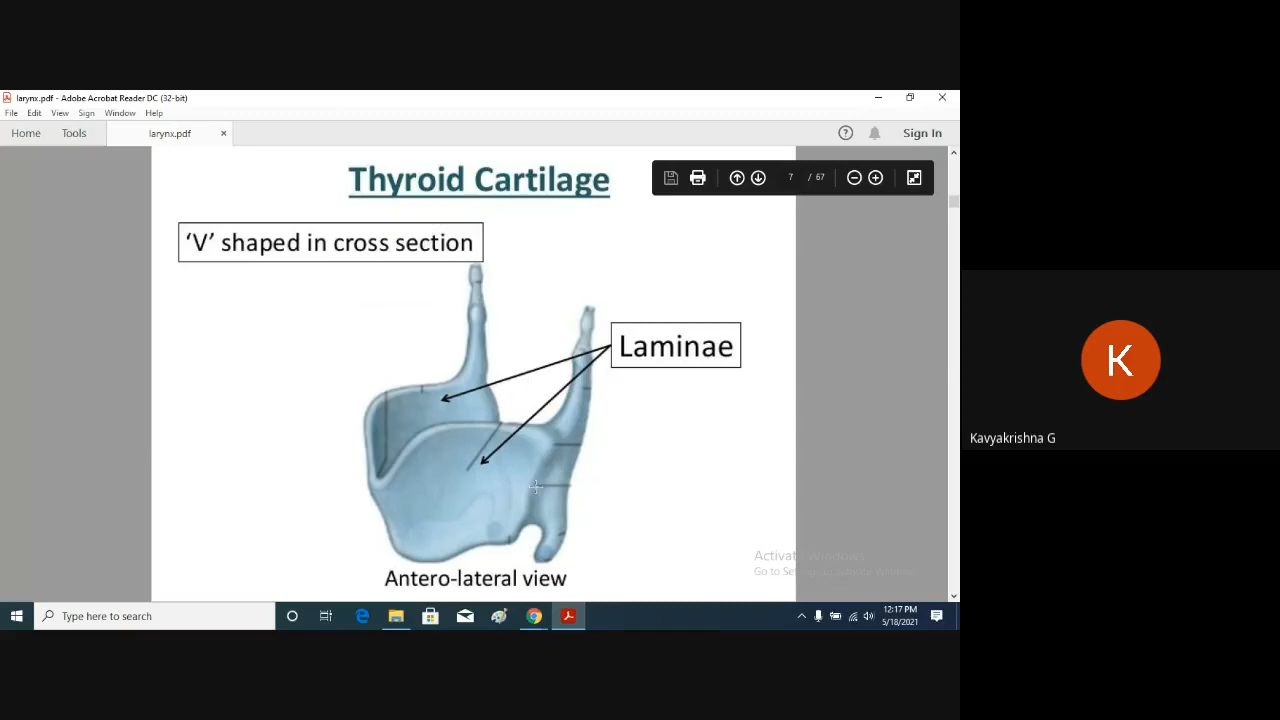 larynx.pdf - Adobe Acrobat Reader DC (32-bit)
File Edit View Sign Window Help
Home Tools larynx.pdf × Sign In
Thyroid Cartilage
7 / 67
'V' shaped in cross section
Laminae
K
Kavyakrishna G
Activate Windows
Antero-lateral view
Type here to search
12:17 PM
5/18/2021